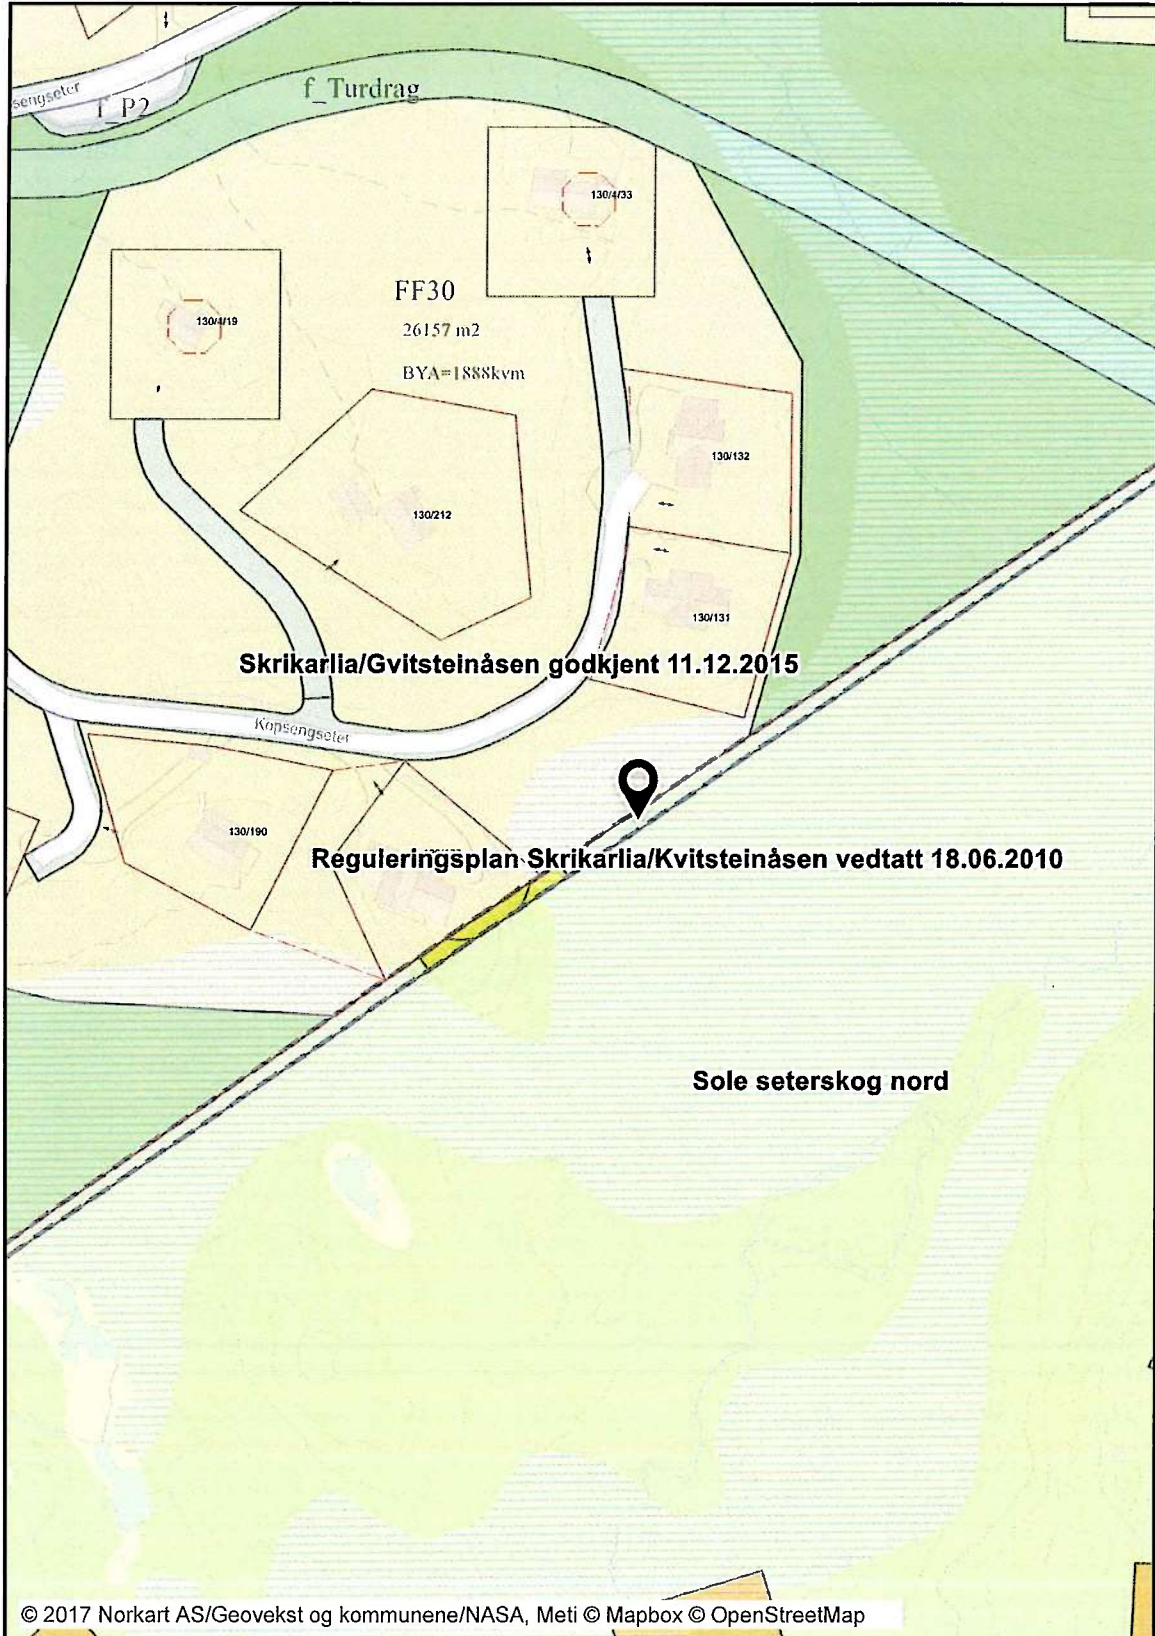 sengseter
f_P2
f_Turdrag
130/4/33
130/4/19
FF30
26157 m2
BYA=1888kvm
130/132
130/212
130/131
Skrikarlia/Gvitsteinåsen godkjent 11.12.2015
Kopsengseter
130/190
Reguleringsplan Skrikarlia/Kvitsteinåsen vedtatt 18.06.2010
Sole seterskog nord
© 2017 Norkart AS/Geovekst og kommunene/NASA, Meti © Mapbox © OpenStreetMap